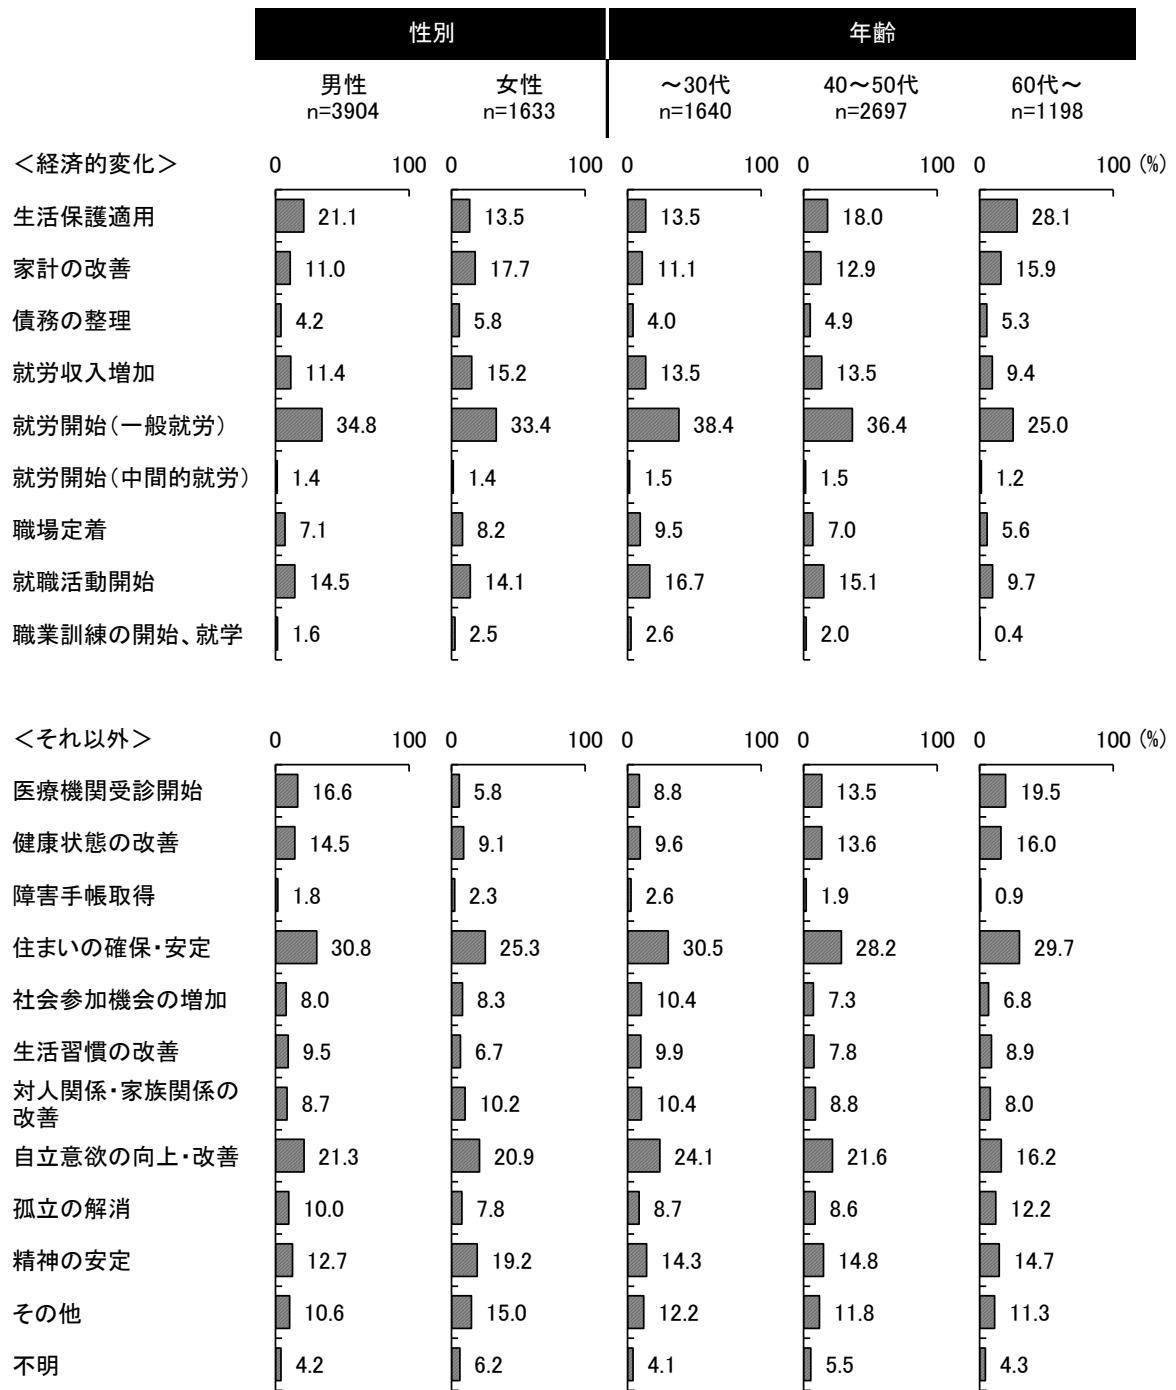 性別 年齢
男性 女性 ～30代 40～50代 60代～
n=3904 n=1633 n=1640 n=2697 n=1198
＜経済的変化＞ 0 100 0 100 0 100 0 100 0 100 (%)
生活保護適用 21.1 13.5 13.5 18.0 28.1
家計の改善 11.0 17.7 11.1 12.9 15.9
債務の整理 4.2 5.8 4.0 4.9 5.3
就労収入増加 11.4 15.2 13.5 13.5 9.4
就労開始（一般就労） 34.8 33.4 38.4 36.4 25.0
就労開始（中間的就労） 1.4 1.4 1.5 1.5 1.2
職場定着 7.1 8.2 9.5 7.0 5.6
就職活動開始 14.5 14.1 16.7 15.1 9.7
職業訓練の開始、就学 1.6 2.5 2.6 2.0 0.4
＜それ以外＞ 0 100 0 100 0 100 0 100 0 100 (%)
医療機関受診開始 16.6 5.8 8.8 13.5 19.5
健康状態の改善 14.5 9.1 9.6 13.6 16.0
障害手帳取得 1.8 2.3 2.6 1.9 0.9
住まいの確保・安定 30.8 25.3 30.5 28.2 29.7
社会参加機会の増加 8.0 8.3 10.4 7.3 6.8
生活習慣の改善 9.5 6.7 9.9 7.8 8.9
対人関係・家族関係の
改善 8.7 10.2 10.4 8.8 8.0
自立意欲の向上・改善 21.3 20.9 24.1 21.6 16.2
孤立の解消 10.0 7.8 8.7 8.6 12.2
精神の安定 12.7 19.2 14.3 14.8 14.7
その他 10.6 15.0 12.2 11.8 11.3
不明 4.2 6.2 4.1 5.5 4.3